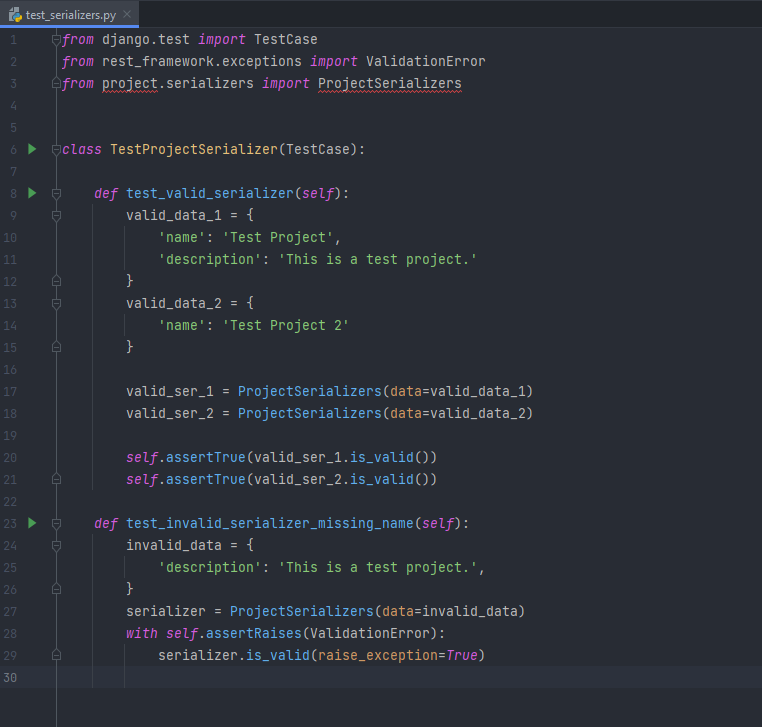 test_serializers.py
1 from django.test import TestCase
2 from rest_framework.exceptions import ValidationError
3 from project.serializers import ProjectSerializers
4
5
6 class TestProjectSerializer(TestCase):
7
8     def test_valid_serializer(self):
9         valid_data_1 = {
10             'name': 'Test Project',
11             'description': 'This is a test project.'
12         }
13         valid_data_2 = {
14             'name': 'Test Project 2'
15         }
16
17         valid_ser_1 = ProjectSerializers(data=valid_data_1)
18         valid_ser_2 = ProjectSerializers(data=valid_data_2)
19
20         self.assertTrue(valid_ser_1.is_valid())
21         self.assertTrue(valid_ser_2.is_valid())
22
23     def test_invalid_serializer_missing_name(self):
24         invalid_data = {
25             'description': 'This is a test project.',
26         }
27         serializer = ProjectSerializers(data=invalid_data)
28         with self.assertRaises(ValidationError):
29             serializer.is_valid(raise_exception=True)
30